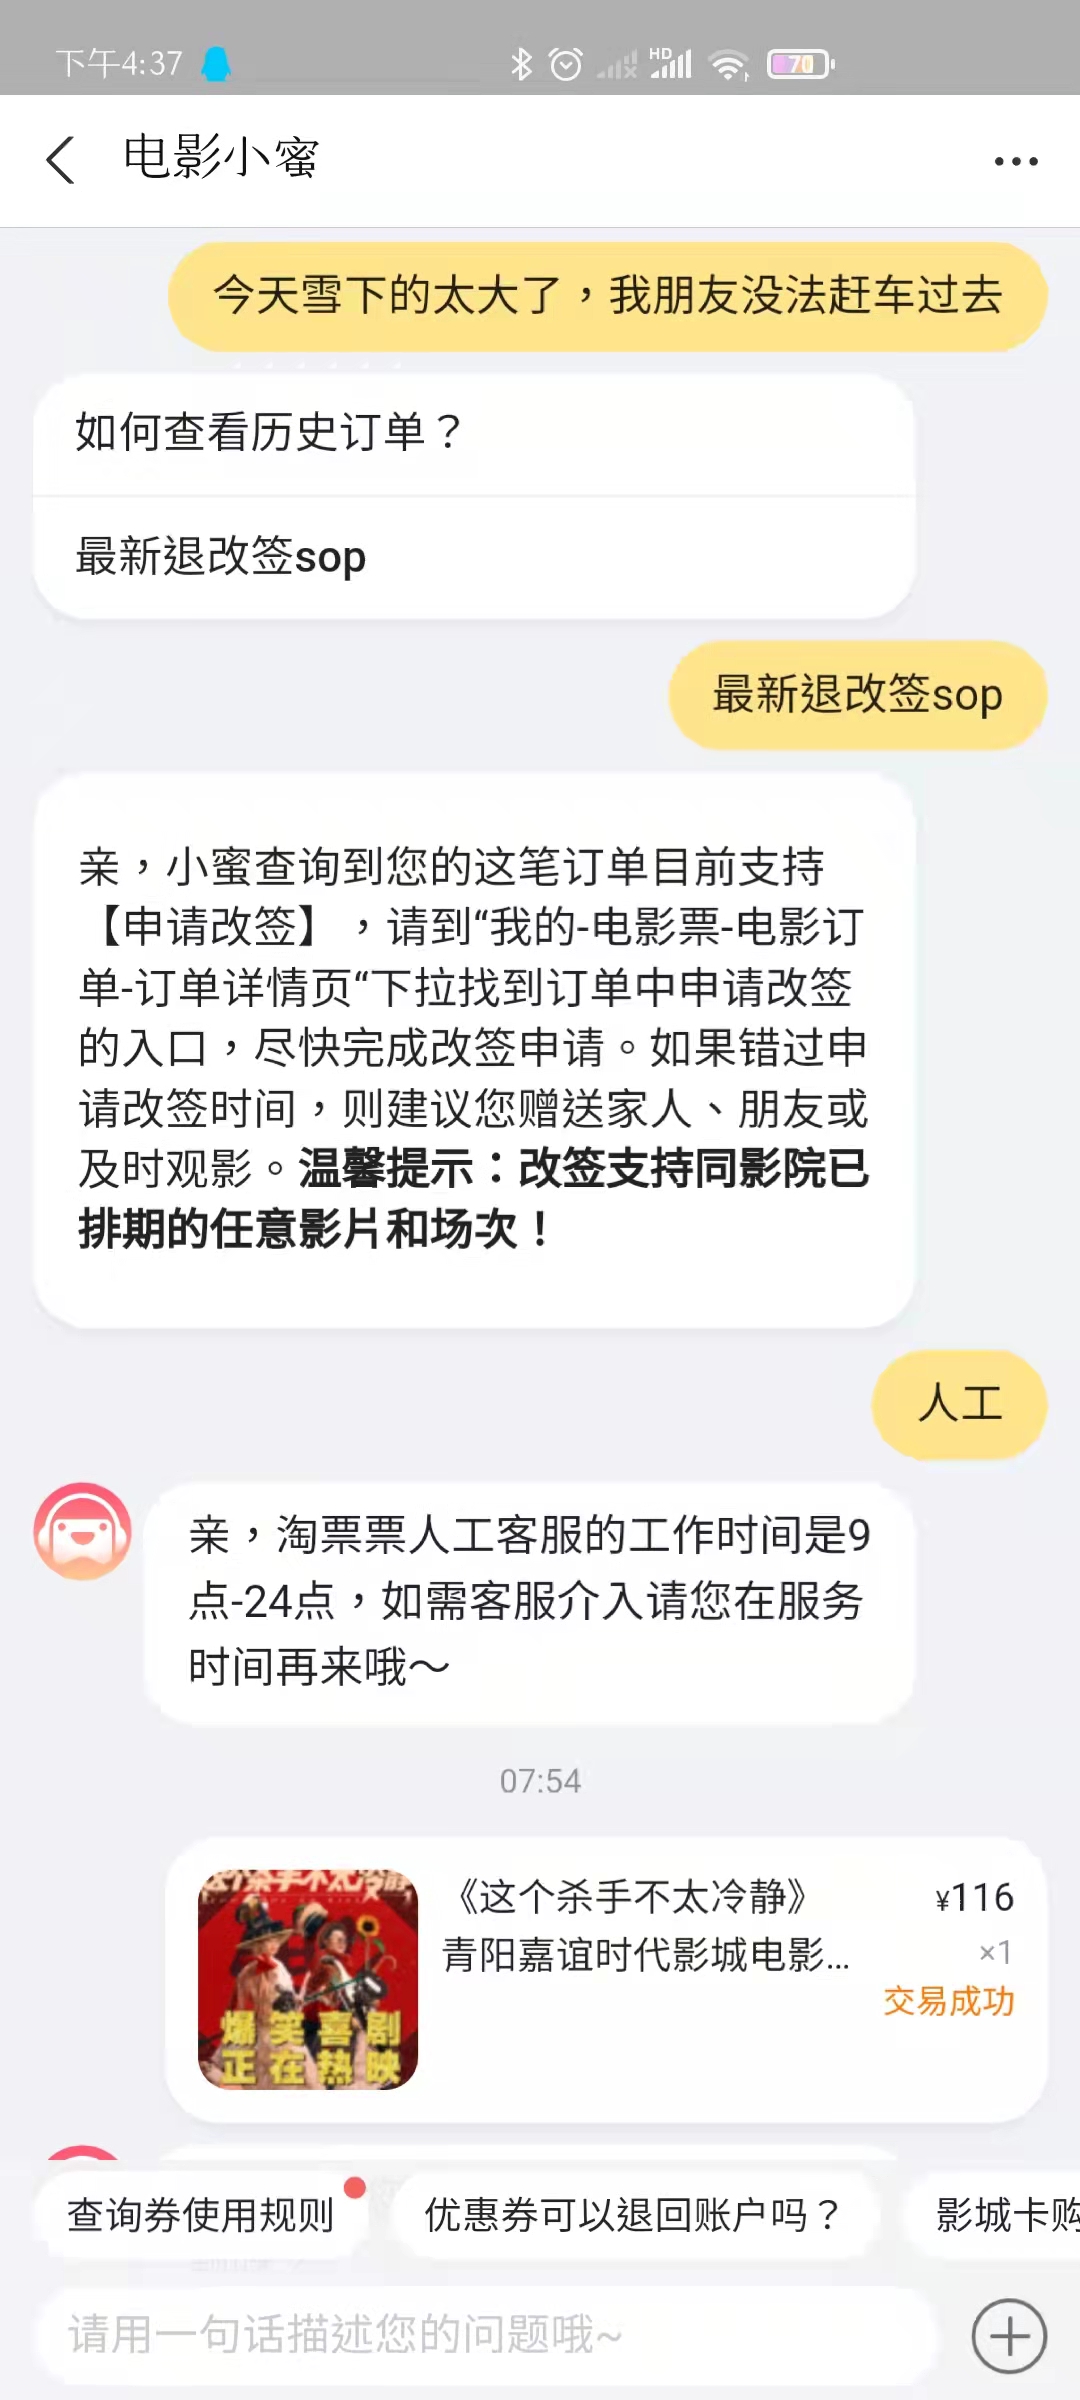 下午4:37
HD
70
电影小蜜
今天雪下的太大了，我朋友没法赶车过去
如何查看历史订单？
最新退改签sop
最新退改签sop
亲，小蜜查询到您的这笔订单目前支持
【申请改签】，请到“我的-电影票-电影订
单-订单详情页“下拉找到订单中申请改签
的入口，尽快完成改签申请。如果错过申
请改签时间，则建议您赠送家人、朋友或
及时观影。温馨提示：改签支持同影院已
排期的任意影片和场次！
人工
亲，淘票票人工客服的工作时间是9
点-24点，如需客服介入请您在服务
时间再来哦～
07:54
这个杀手不太冷静
爆笑喜剧
正在热映
《这个杀手不太冷静》
¥116
青阳嘉谊时代影城电影...
×1
交易成功
查询券使用规则
优惠券可以退回账户吗？
影城卡购
请用一句话描述您的问题哦~